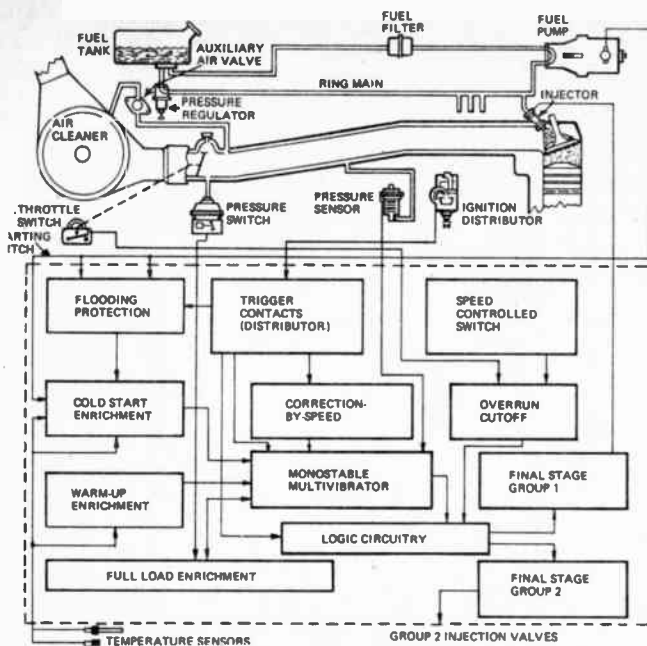 FUEL
TANK
AUXILIARY
AIR VALVE
FUEL
FILTER
FUEL
PUMP
RING MAIN
INJECTOR
PRESSURE
REGULATOR
AIR
CLEANER
THROTTLE
SWITCH
ARTING
ITCH
PRESSURE
SWITCH
PRESSURE
SENSOR
IGNITION
DISTRIBUTOR
FLOODING
PROTECTION
TRIGGER
CONTACTS
(DISTRIBUTOR)
SPEED
CONTROLLED
SWITCH
COLD START
ENRICHMENT
CORRECTION-
BY-SPEED
OVERRUN
CUTOFF
WARM-UP
ENRICHMENT
MONOSTABLE
MULTIVIBRATOR
FINAL STAGE
GROUP 1
LOGIC CIRCUITRY
FULL LOAD ENRICHMENT
FINAL STAGE
GROUP 2
TEMPERATURE SENSORS
GROUP 2 INJECTION VALVES